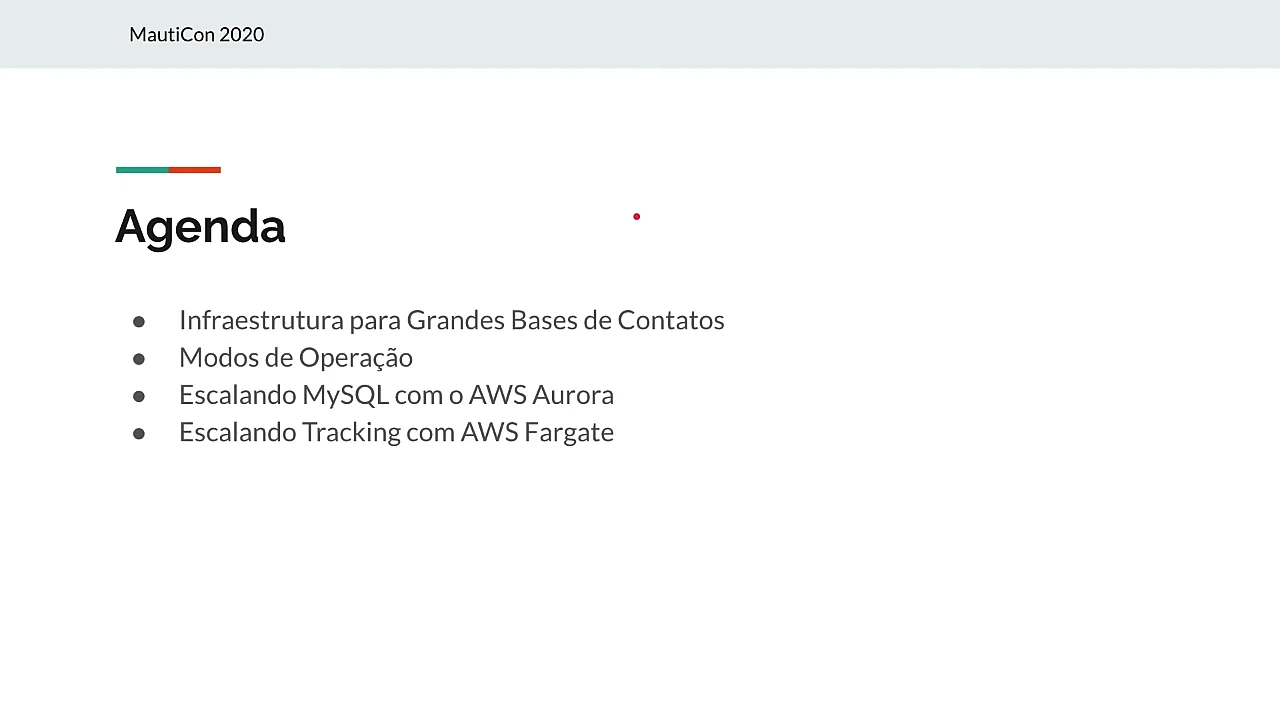 MautiCon 2020
Agenda
● Infraestrutura para Grandes Bases de Contatos
● Modos de Operação
● Escalando MySQL com o AWS Aurora
● Escalando Tracking com AWS Fargate